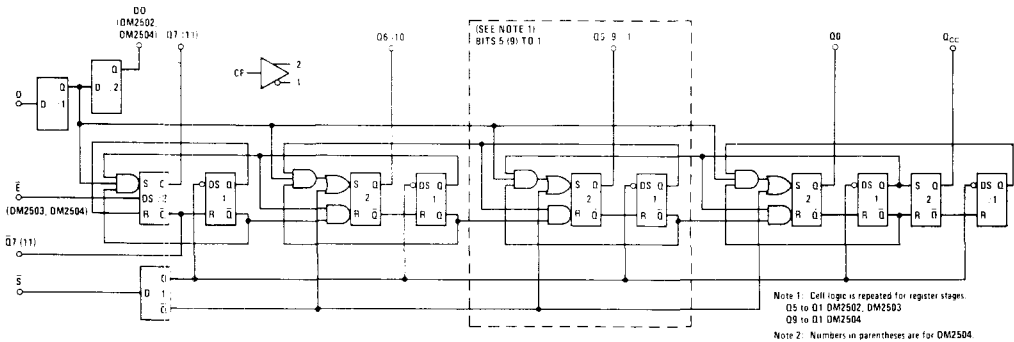 DO
(DM2502,
DM2504)
Q7 (11)
Q6 (10
(SEE NOTE 1)
BITS 5 (9) TO 1
Q5 9 1
Q0
QCC
CP
2
1
D
D
Q
1
D
Q
2
S
DS
R
E
(DM2503, DM2504)
DS Q
1
R Q
S Q
2
R Q
DS Q
1
R Q
S Q
2
R Q
DS Q
1
R Q
S Q
2
R Q
DS Q
1
R Q
S Q
2
R Q
DS Q
1
R
Q7 (11)
S
D
1
Note 1: Cell logic is repeated for register stages.
Q5 to Q1 DM2502, DM2503
Q9 to Q1 DM2504
Note 2: Numbers in parentheses are for DM2504.